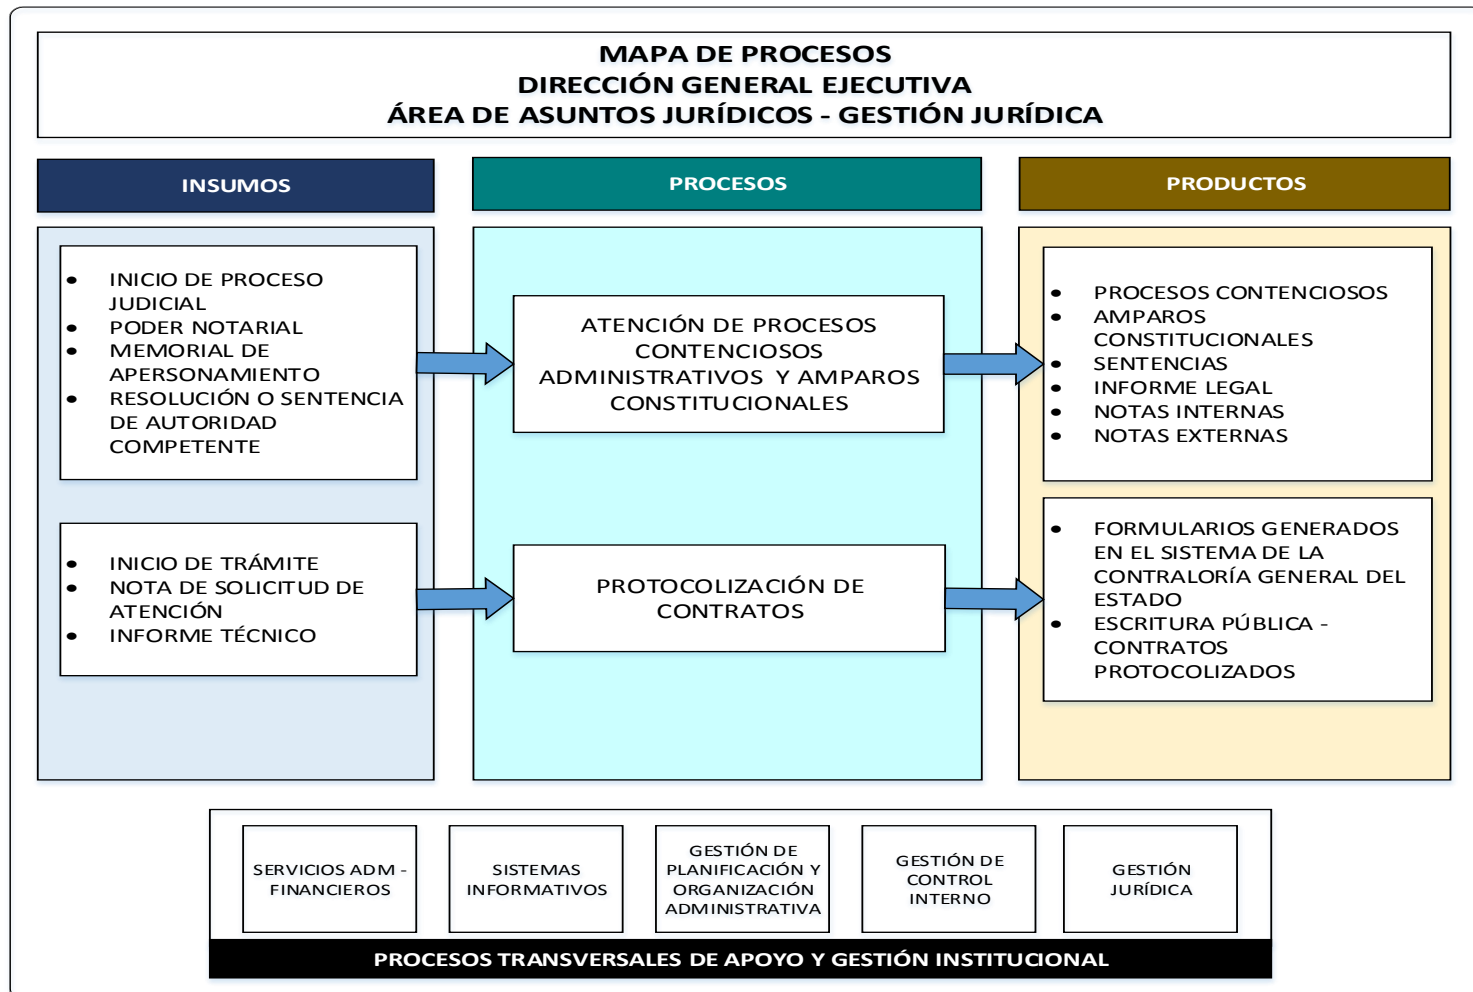 MAPA DE PROCESOS
DIRECCIÓN GENERAL EJECUTIVA
ÁREA DE ASUNTOS JURÍDICOS - GESTIÓN JURÍDICA
INSUMOS
PROCESOS
PRODUCTOS
• INICIO DE PROCESO
JUDICIAL
• PODER NOTARIAL
• MEMORIAL DE
APERSONAMIENTO
• RESOLUCIÓN O SENTENCIA
DE AUTORIDAD
COMPETENTE
ATENCIÓN DE PROCESOS
CONTENCIOSOS
ADMINISTRATIVOS Y AMPAROS
CONSTITUCIONALES
• PROCESOS CONTENCIOSOS
• AMPAROS
CONSTITUCIONALES
• SENTENCIAS
• INFORME LEGAL
• NOTAS INTERNAS
• NOTAS EXTERNAS
• INICIO DE TRÁMITE
• NOTA DE SOLICITUD DE
ATENCIÓN
• INFORME TÉCNICO
PROTOCOLIZACIÓN DE
CONTRATOS
• FORMULARIOS GENERADOS
EN EL SISTEMA DE LA
CONTRALORÍA GENERAL DEL
ESTADO
• ESCRITURA PÚBLICA -
CONTRATOS
PROTOCOLIZADOS
SERVICIOS ADM -
FINANCIEROS
SISTEMAS
INFORMATIVOS
GESTIÓN DE
PLANIFICACIÓN Y
ORGANIZACIÓN
ADMINISTRATIVA
GESTIÓN DE
CONTROL
INTERNO
GESTIÓN
JURÍDICA
PROCESOS TRANSVERSALES DE APOYO Y GESTIÓN INSTITUCIONAL